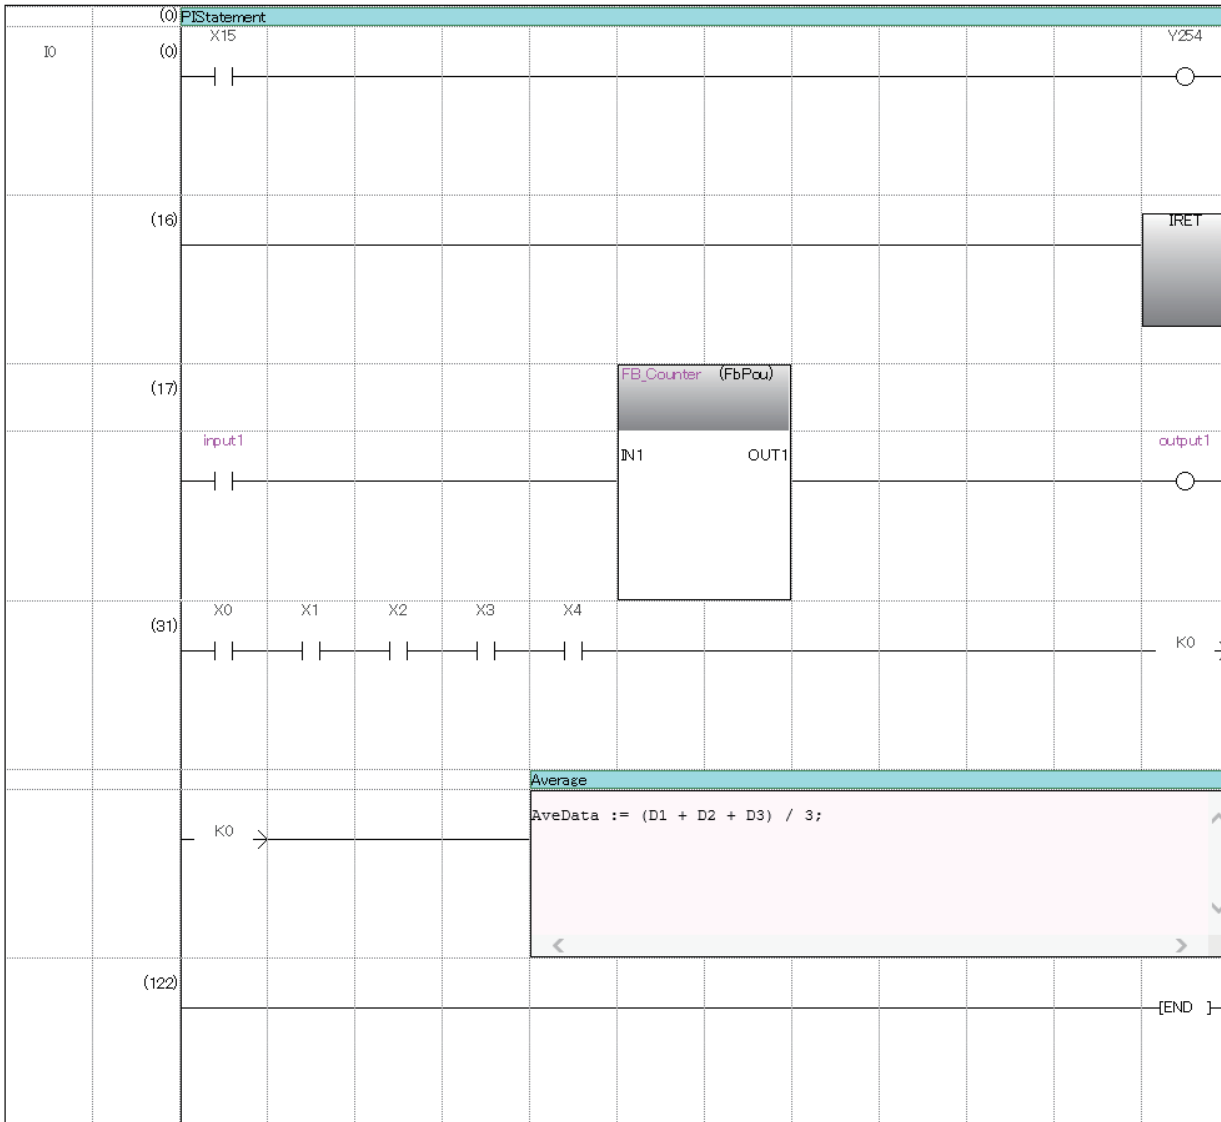 (0) PIStatement
X15 Y254
I0 (0)
(16) IRET
(17) FB_Counter (FbPou)
input1 output1
IN1 OUT1
X0 X1 X2 X3 X4
(31) K0
Average
AveData := (D1 + D2 + D3) / 3;
K0
(122)
[END ]